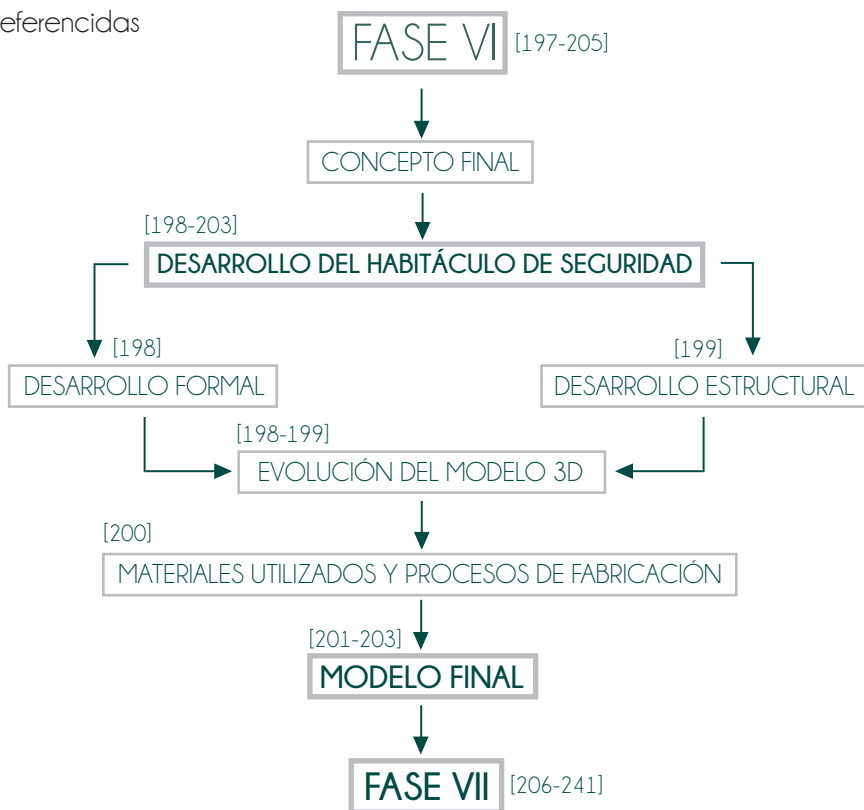 eferencidas
FASE VI [197-205]
CONCEPTO FINAL
[198-203]
DESARROLLO DEL HABITÁCULO DE SEGURIDAD
[198] [199]
DESARROLLO FORMAL DESARROLLO ESTRUCTURAL
[198-199]
EVOLUCIÓN DEL MODELO 3D
[200]
MATERIALES UTILIZADOS Y PROCESOS DE FABRICACIÓN
[201-203]
MODELO FINAL
FASE VII [206-241]